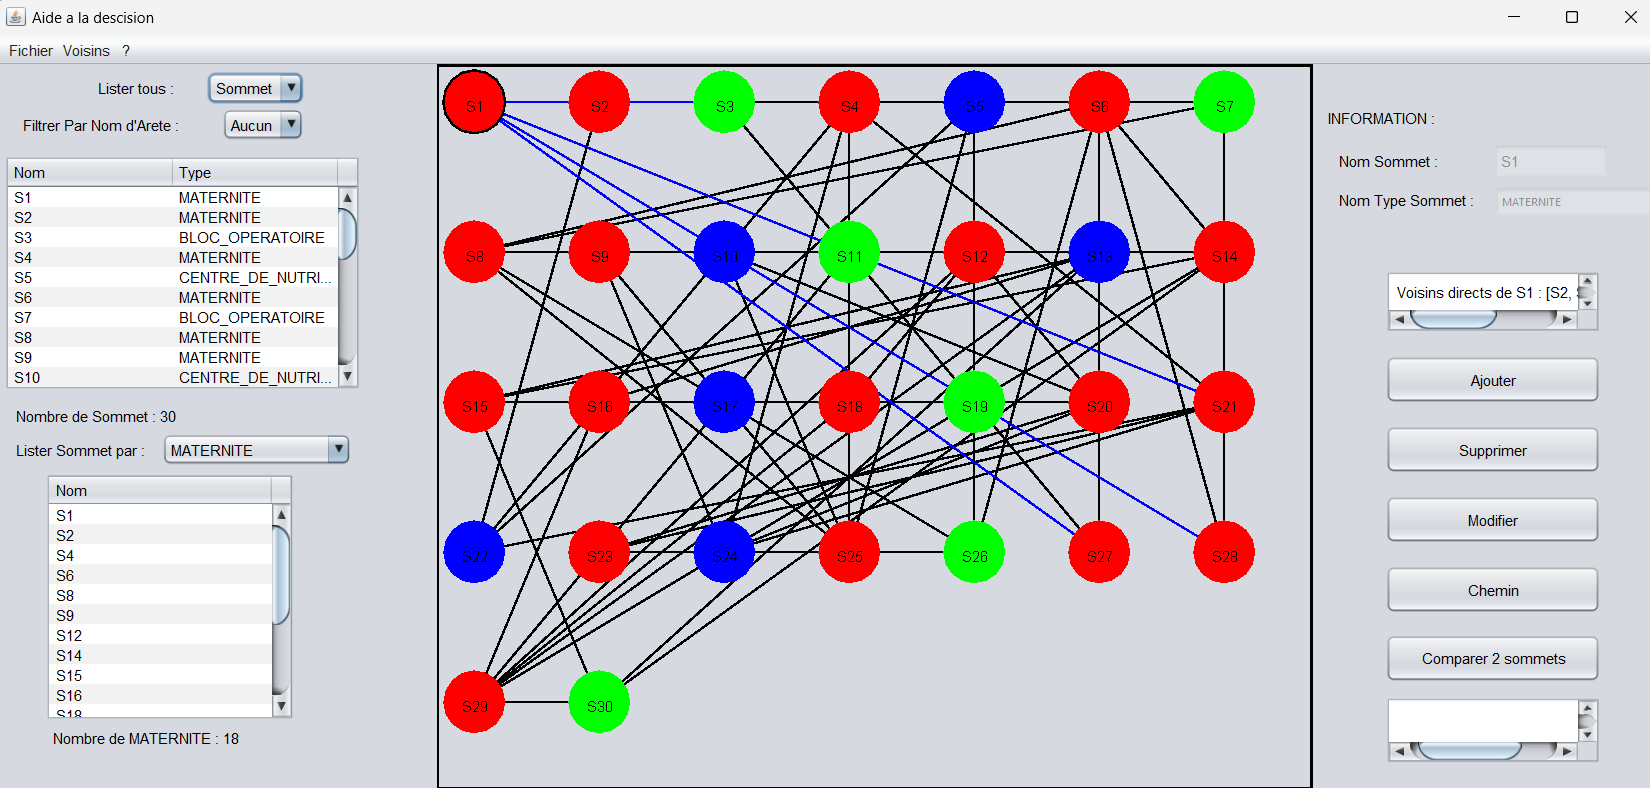 Aide a la descision
Fichier Voisins ?
Lister tous : Sommet
Filtrer Par Nom d'Arete : Aucun
Nom Type
S1 MATERNITE
S2 MATERNITE
S3 BLOC_OPERATOIRE
S4 MATERNITE
S5 CENTRE_DE_NUTRI...
S6 MATERNITE
S7 BLOC_OPERATOIRE
S8 MATERNITE
S9 MATERNITE
S10 CENTRE_DE_NUTRI...
Nombre de Sommet : 30
Lister Sommet par : MATERNITE
Nom
S1
S2
S4
S6
S8
S9
S12
S14
S15
S16
S18
Nombre de MATERNITE : 18
S1 S2 S3 S4 S5 S6 S7
S8 S9 S10 S11 S12 S13 S14
S15 S16 S17 S18 S19 S20 S21
S22 S23 S24 S25 S26 S27 S28
S29 S30
INFORMATION :
Nom Sommet : S1
Nom Type Sommet : MATERNITE
Voisins directs de S1 : [S2,
Ajouter
Supprimer
Modifier
Chemin
Comparer 2 sommets